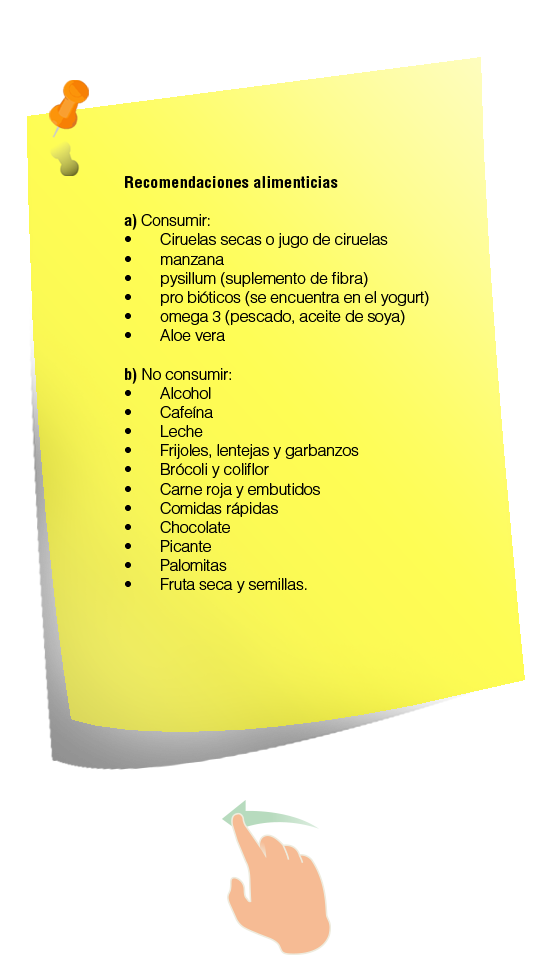 Recomendaciones alimenticias
a) Consumir:
• Ciruelas secas o jugo de ciruelas
• manzana
• pysillum (suplemento de fibra)
• pro bióticos (se encuentra en el yogurt)
• omega 3 (pescado, aceite de soya)
• Aloe vera
b) No consumir:
• Alcohol
• Cafeína
• Leche
• Frijoles, lentejas y garbanzos
• Brócoli y coliflor
• Carne roja y embutidos
• Comidas rápidas
• Chocolate
• Picante
• Palomitas
• Fruta seca y semillas.